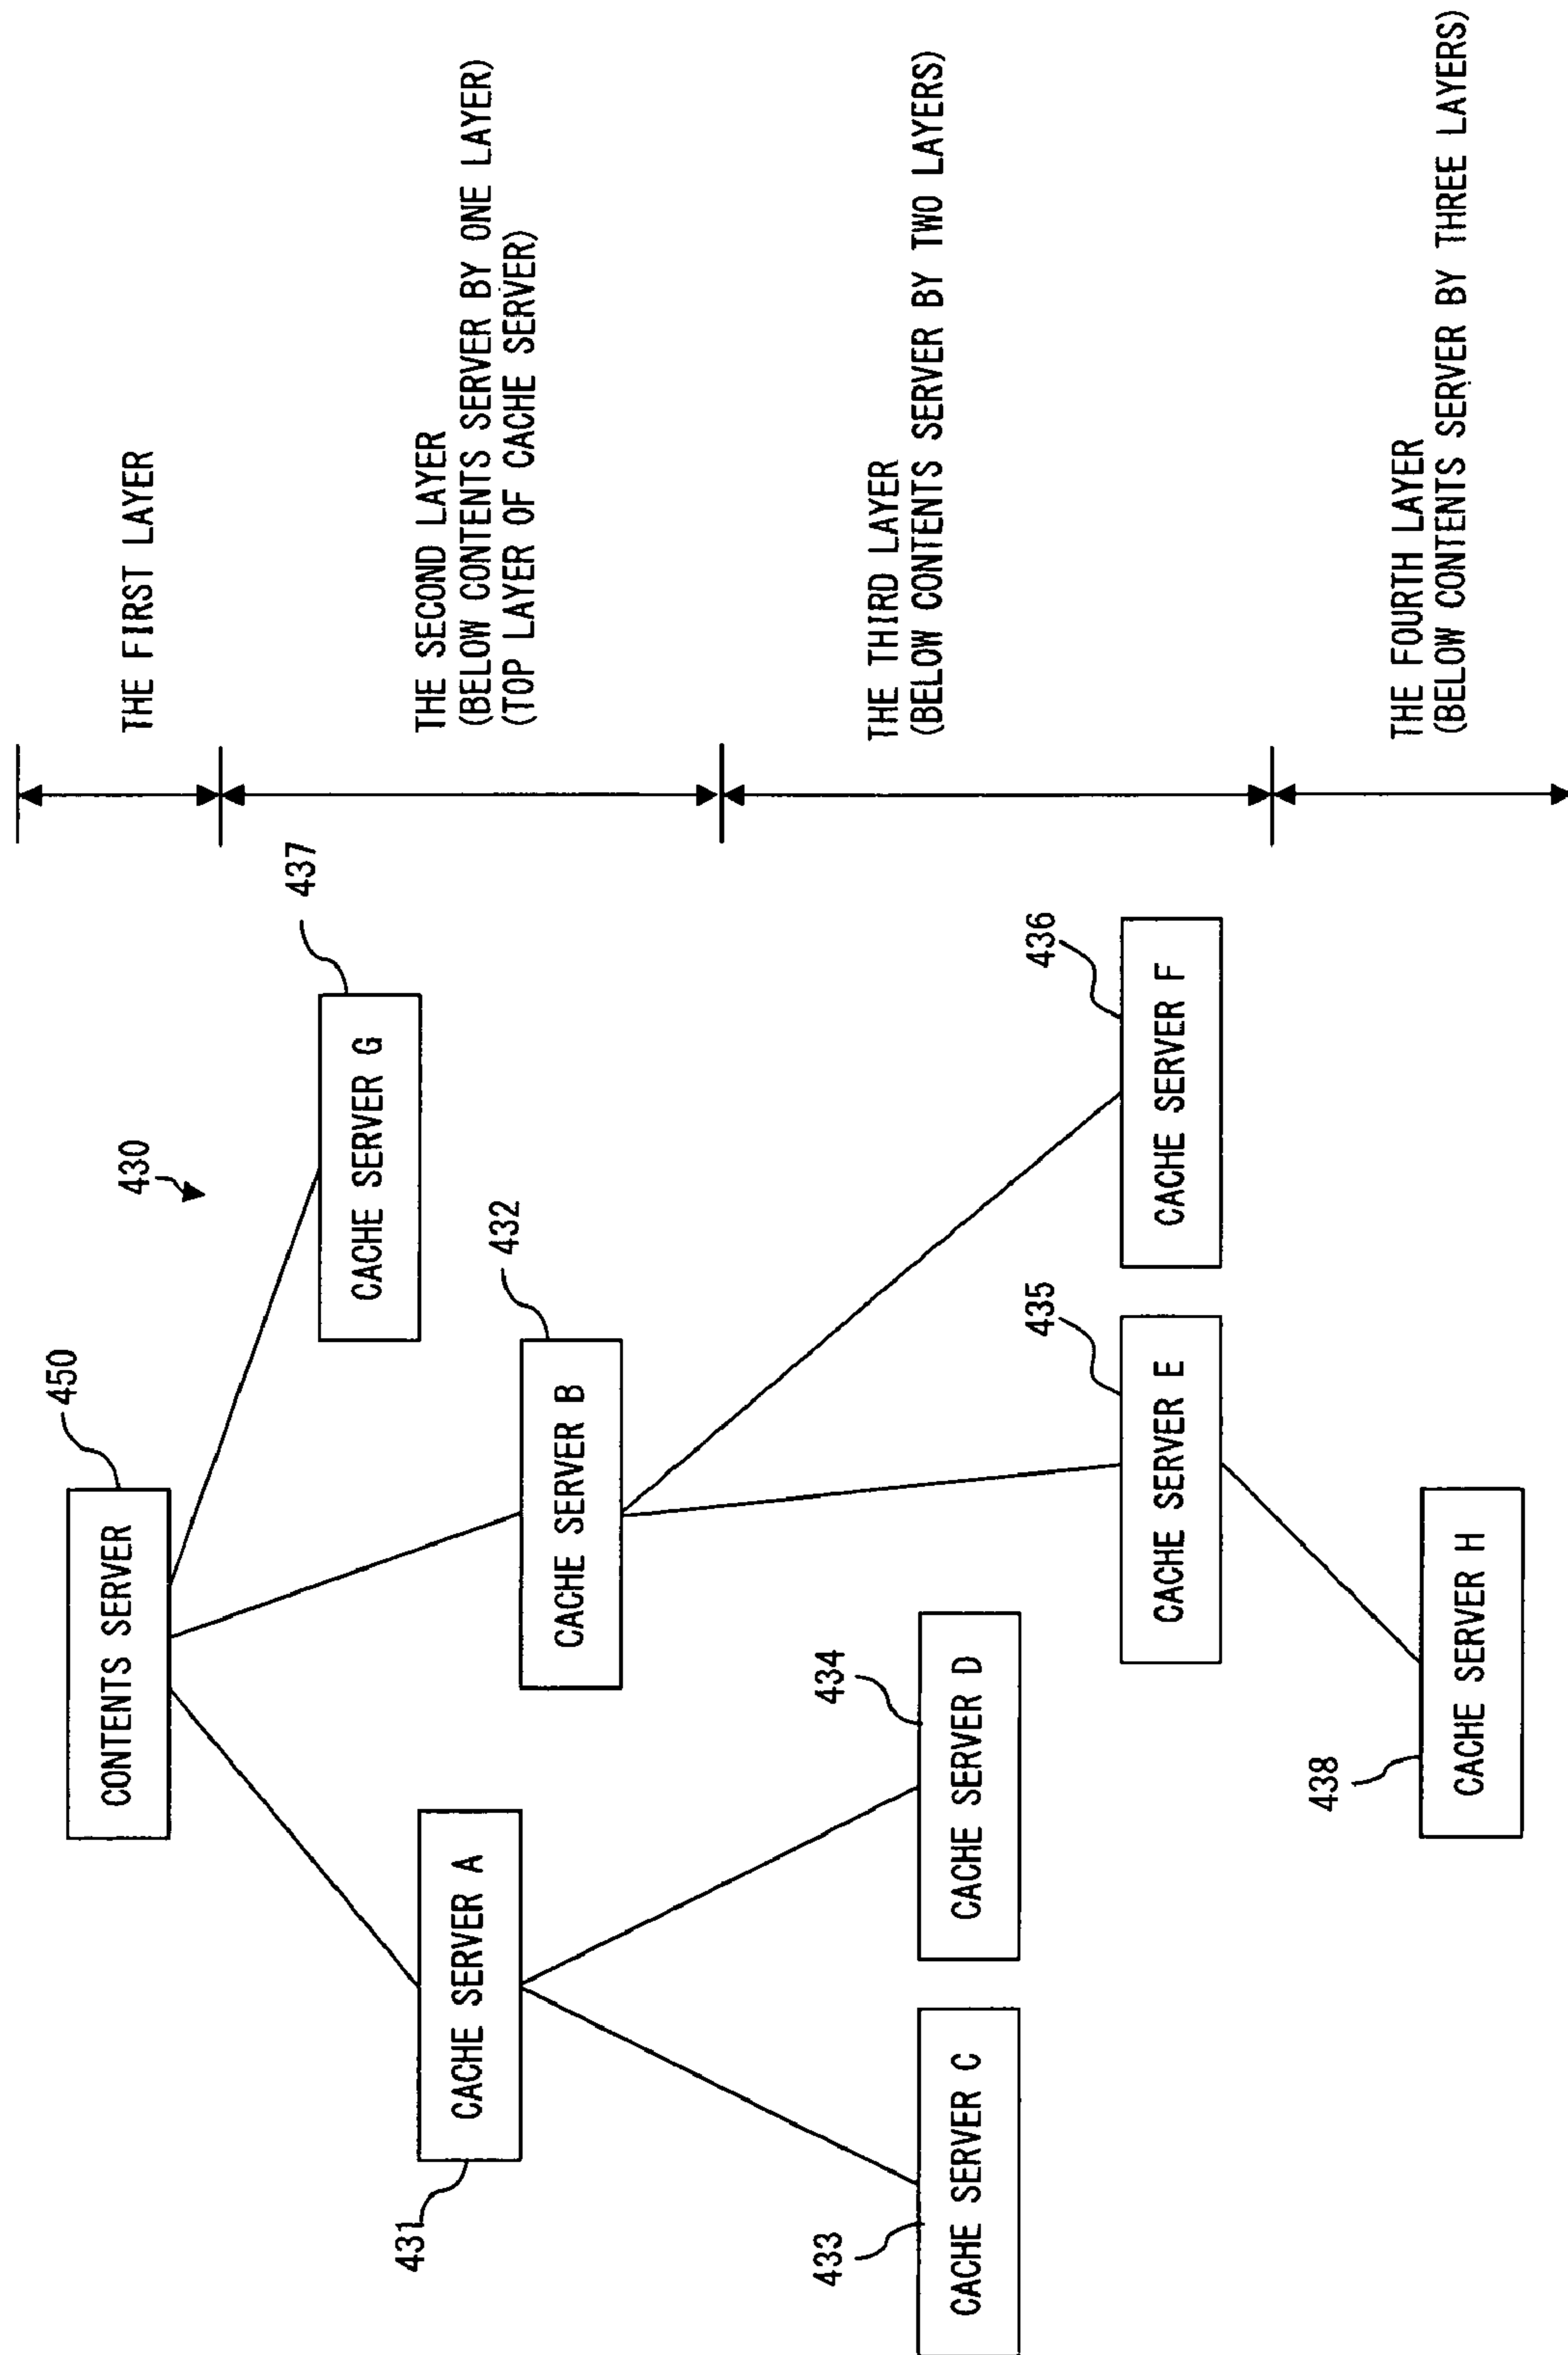 450
CONTENTS SERVER
THE FIRST LAYER
430
437
CACHE SERVER G
431
CACHE SERVER A
432
CACHE SERVER B
THE SECOND LAYER
(BELOW CONTENTS SERVER BY ONE LAYER)
(TOP LAYER OF CACHE SERVER)
433
CACHE SERVER C
434
CACHE SERVER D
435
CACHE SERVER E
436
CACHE SERVER F
THE THIRD LAYER
(BELOW CONTENTS SERVER BY TWO LAYERS)
438
CACHE SERVER H
THE FOURTH LAYER
(BELOW CONTENTS SERVER BY THREE LAYERS)